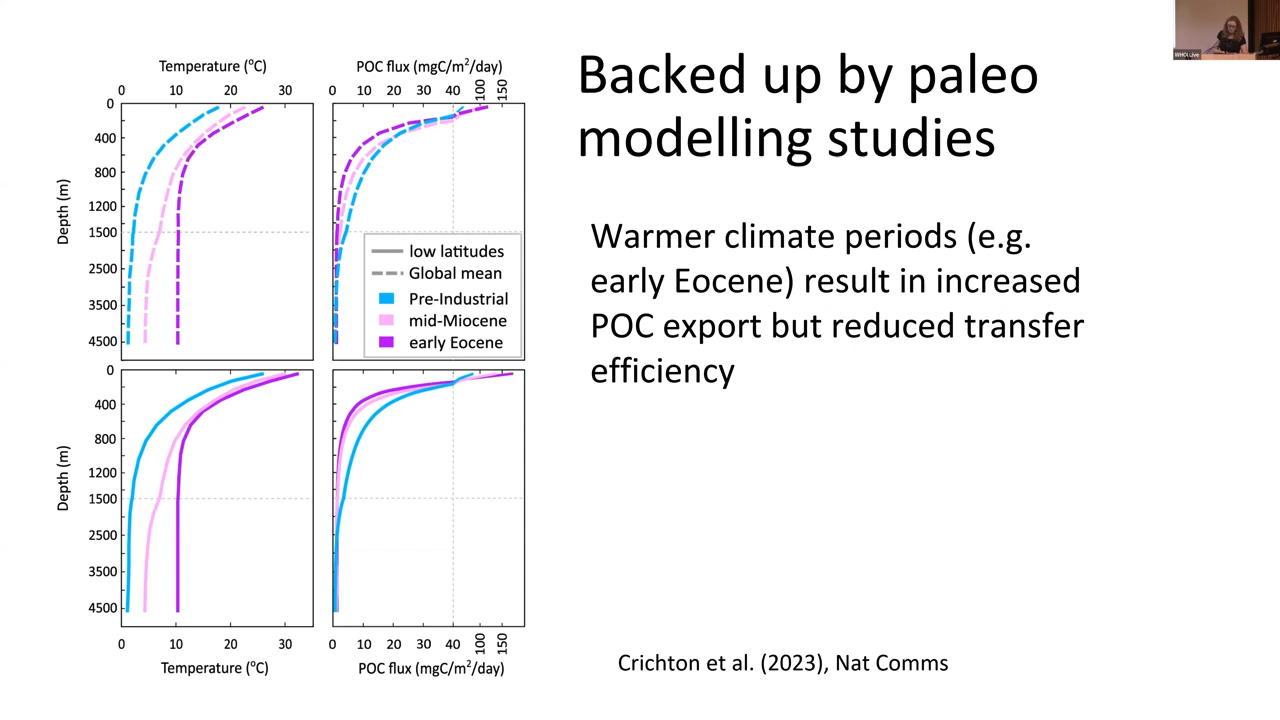 Backed up by paleo
modelling studies
Warmer climate periods (e.g.
early Eocene) result in increased
POC export but reduced transfer
efficiency
Crichton et al. (2023), Nat Comms
WHOI Live
Temperature (°C)
0 10 20 30
POC flux (mgC/m²/day)
0 10 20 30 40 100 150
Depth (m)
0
400
800
1200
1500
2500
3500
4500
low latitudes
Global mean
Pre-Industrial
mid-Miocene
early Eocene
Depth (m)
0
400
800
1200
1500
2500
3500
4500
0 10 20 30
Temperature (°C)
0 10 20 30 40 100 150
POC flux (mgC/m²/day)